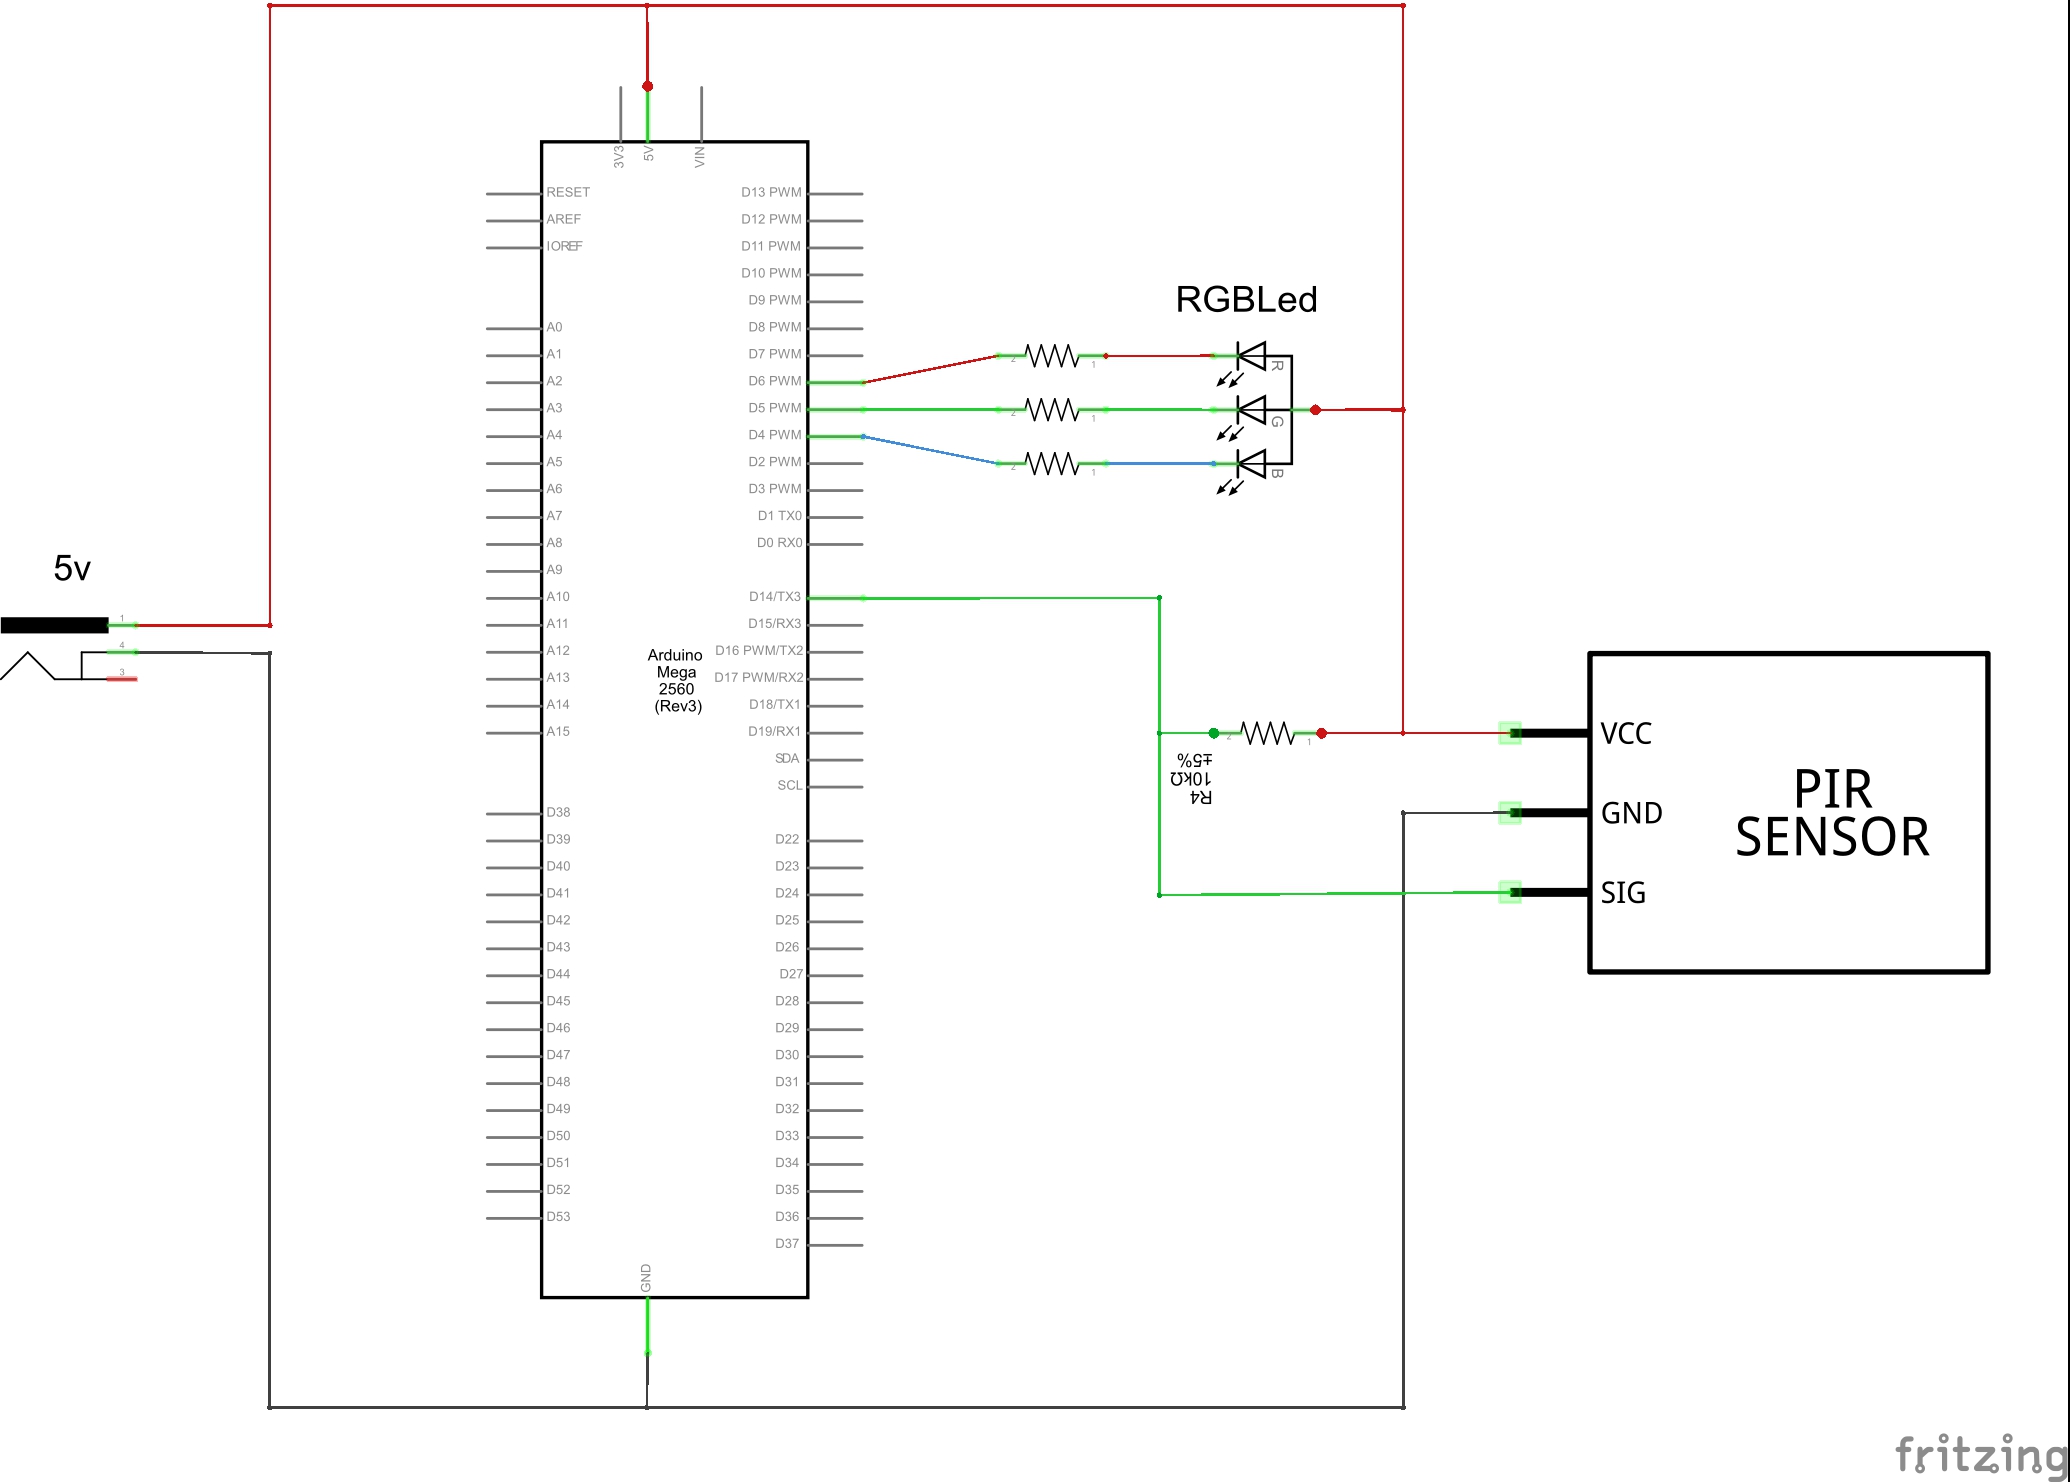 3V3
5V
VIN
RESET
AREF
IOREF
A0
A1
A2
A3
A4
A5
A6
A7
A8
A9
A10
A11
A12
A13
A14
A15
D38
D39
D40
D41
D42
D43
D44
D45
D46
D47
D48
D49
D50
D51
D52
D53
D13 PWM
D12 PWM
D11 PWM
D10 PWM
D9 PWM
D8 PWM
D7 PWM
D6 PWM
D5 PWM
D4 PWM
D2 PWM
D3 PWM
D1 TX0
D0 RX0
D14/TX3
D15/RX3
D16 PWM/TX2
D17 PWM/RX2
D18/TX1
D19/RX1
SDA
SCL
D22
D23
D24
D25
D26
D27
D28
D29
D30
D31
D32
D33
D34
D35
D36
D37
Arduino
Mega
2560
(Rev3)
GND
5v
1
4
3
RGBLed
2
1
R
2
G
2
1
B
2
1
R4
10kΩ
±5%
VCC
GND
SIG
PIR
SENSOR
fritzing